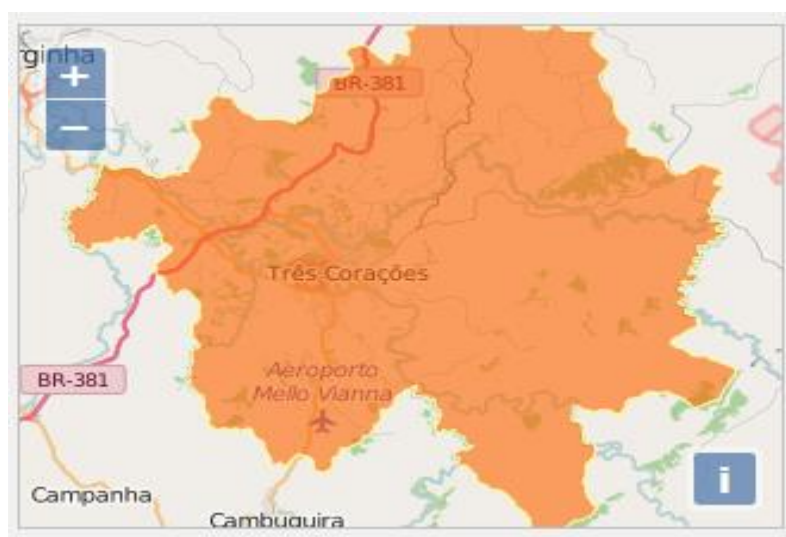 ginha
+
BR-381
−
Três Corações
Aeroporto
Mello Vianna
BR-381
i
Campanha
Cambuquira